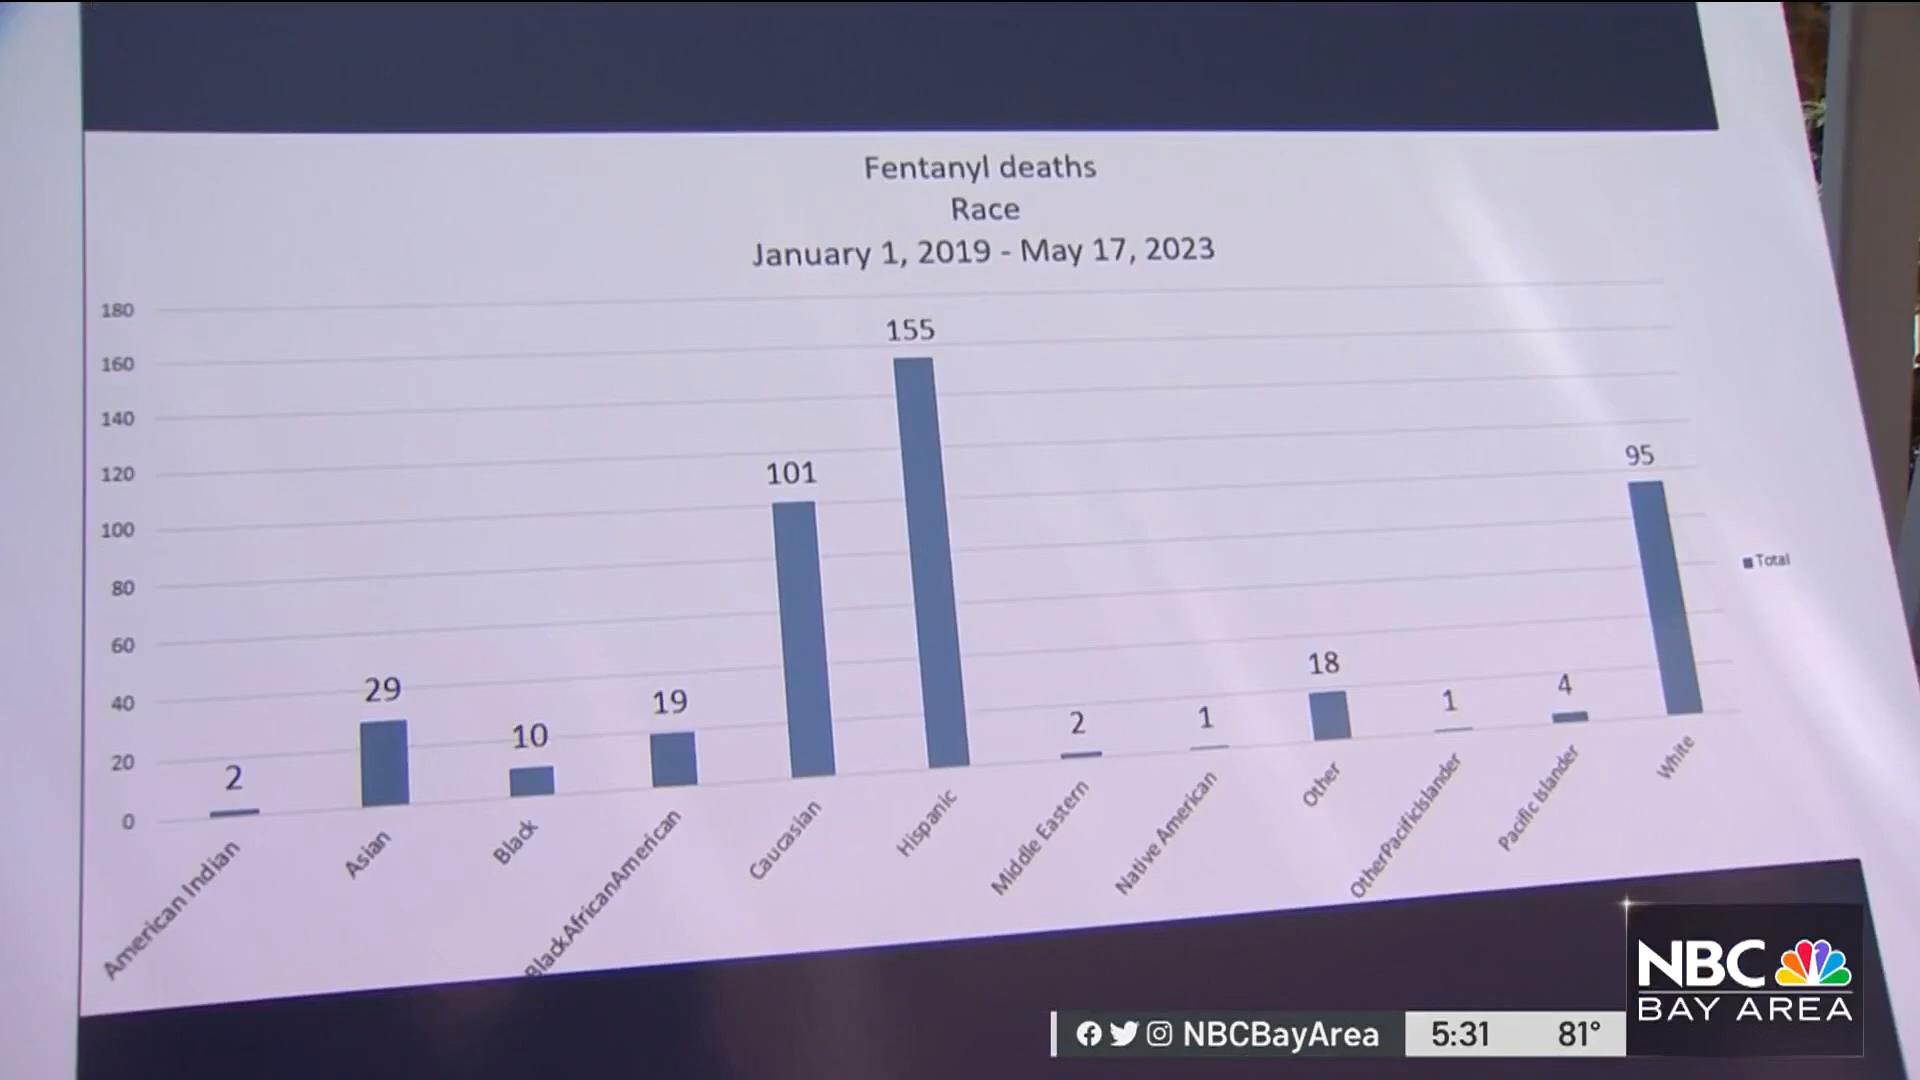 Fentanyl deaths
Race
January 1, 2019 - May 17, 2023
180
160
140
120
100
80
60
40
20
0
2
29
10
19
101
155
2
1
18
1
4
95
American Indian
Asian
Black
BlackAfricanAmerican
Caucasian
Hispanic
Middle Eastern
Native American
Other
OtherPacificIslander
Pacific Islander
White
Total
NBCBayArea
5:31
81°
NBC
BAY AREA